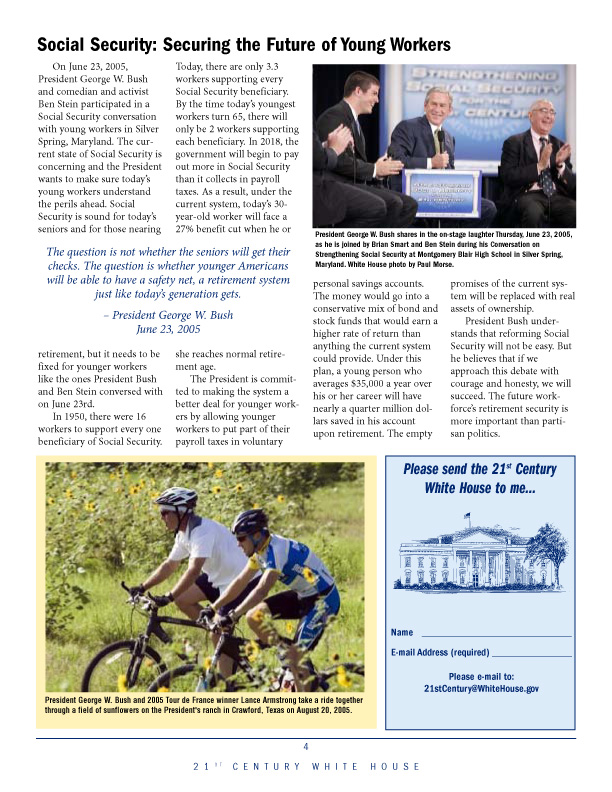 Social Security: Securing the Future of Young Workers
On June 23, 2005,
President George W. Bush
and comedian and activist
Ben Stein participated in a
Social Security conversation
with young workers in Silver
Spring, Maryland. The cur-
rent state of Social Security is
concerning and the President
wants to make sure today's
young workers understand
the perils ahead. Social
Security is sound for today's
seniors and for those nearing
Today, there are only 3.3
workers supporting every
Social Security beneficiary.
By the time today's youngest
workers turn 65, there will
only be 2 workers supporting
each beneficiary. In 2018, the
government will begin to pay
out more in Social Security
than it collects in payroll
taxes. As a result, under the
current system, today's 30-
year-old worker will face a
27% benefit cut when he or
The question is not whether the seniors will get their
checks. The question is whether younger Americans
will be able to have a safety net, a retirement system
just like today's generation gets.
– President George W. Bush
June 23, 2005
retirement, but it needs to be
fixed for younger workers
like the ones President Bush
and Ben Stein conversed with
on June 23rd.
In 1950, there were 16
workers to support every one
beneficiary of Social Security.
she reaches normal retire-
ment age.
The President is commit-
ted to making the system a
better deal for younger work-
ers by allowing younger
workers to put part of their
payroll taxes in voluntary
STRENGTHENING
SOCIAL SECURITY
FOR THE
CENTURY
President George W. Bush shares in the on-stage laughter Thursday, June 23, 2005,
as he is joined by Brian Smart and Ben Stein during his Conversation on
Strengthening Social Security at Montgomery Blair High School in Silver Spring,
Maryland. White House photo by Paul Morse.
personal savings accounts.
The money would go into a
conservative mix of bond and
stock funds that would earn a
higher rate of return than
anything the current system
could provide. Under this
plan, a young person who
averages $35,000 a year over
his or her career will have
nearly a quarter million dol-
lars saved in his account
upon retirement. The empty
promises of the current sys-
tem will be replaced with real
assets of ownership.
President Bush under-
stands that reforming Social
Security will not be easy. But
he believes that if we
approach this debate with
courage and honesty, we will
succeed. The future work-
force's retirement security is
more important than parti-
san politics.
President George W. Bush and 2005 Tour de France winner Lance Armstrong take a ride together
through a field of sunflowers on the President's ranch in Crawford, Texas on August 20, 2005.
Please send the 21st Century
White House to me...
Name
E-mail Address (required)
Please e-mail to:
21stCentury@WhiteHouse.gov
4
21ST CENTURY WHITE HOUSE